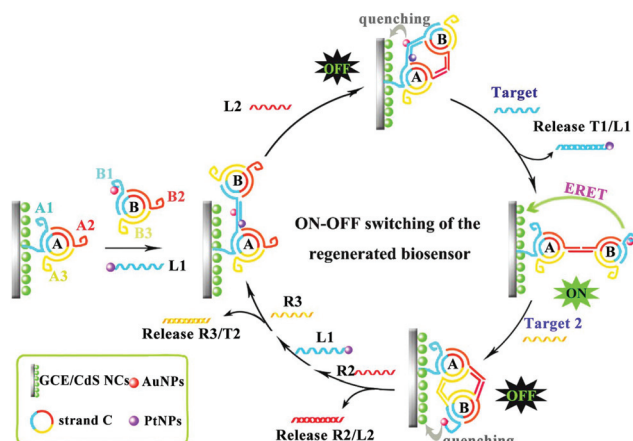 quenching
B
OFF
A
L2
Target
Release T1/L1
B1
B2
B
B3
A1
A2
A
A3
L1
B
A
ON-OFF switching of the
regenerated biosensor
ERET
A
B
ON
Target 2
R3
Release R3/T2
L1
R2
Release R2/L2
A
B
OFF
quenching
GCE/CdS NCs
AuNPs
strand C
PtNPs